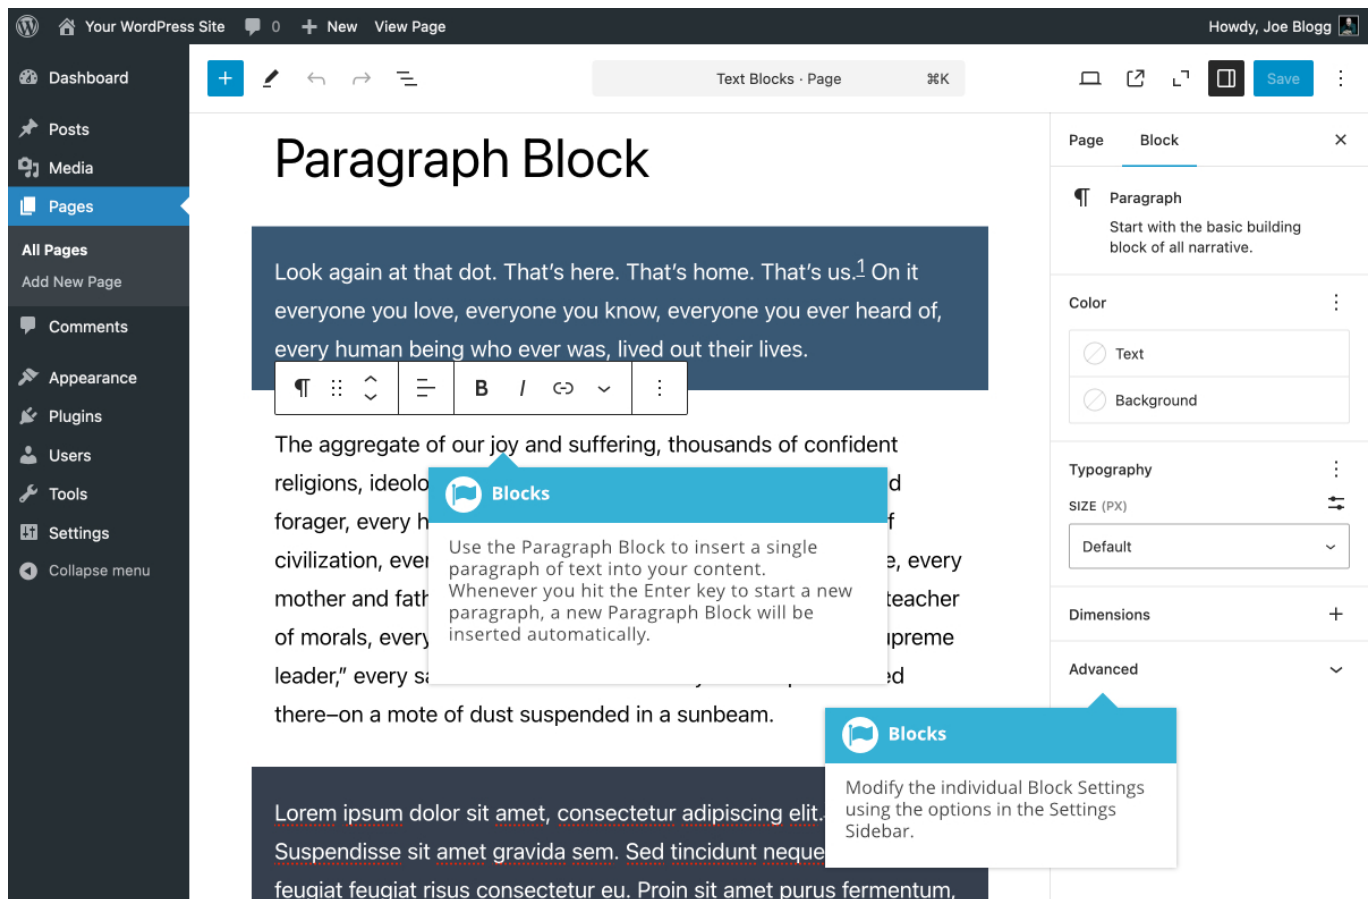 Your WordPress Site 0 New View Page Howdy, Joe Blogg
Dashboard
Posts
Media
Pages
All Pages
Add New Page
Comments
Appearance
Plugins
Users
Tools
Settings
Collapse menu
Text Blocks · Page ⌘K
Save
Paragraph Block
Look again at that dot. That's here. That's home. That's us.1 On it
everyone you love, everyone you know, everyone you ever heard of,
every human being who ever was, lived out their lives.
B I
The aggregate of our joy and suffering, thousands of confident
religions,
forager, every
civilization,
, every
mother and
teacher
of morals, every
leader,” every
there–on a mote of dust suspended in a sunbeam.
Blocks
Use the Paragraph Block to insert a single
paragraph of text into your content.
Whenever you hit the Enter key to start a new
paragraph, a new Paragraph Block will be
inserted automatically.
Lorem ipsum dolor sit amet, consectetur adipiscing elit.
Suspendisse sit amet gravida sem. Sed tincidunt neque
feugiat feugiat risus consectetur eu. Proin sit amet purus fermentum,
Page Block
Paragraph
Start with the basic building
block of all narrative.
Color
Text
Background
Typography
SIZE (PX)
Default
Dimensions
Advanced
Blocks
Modify the individual Block Settings
using the options in the Settings
Sidebar.